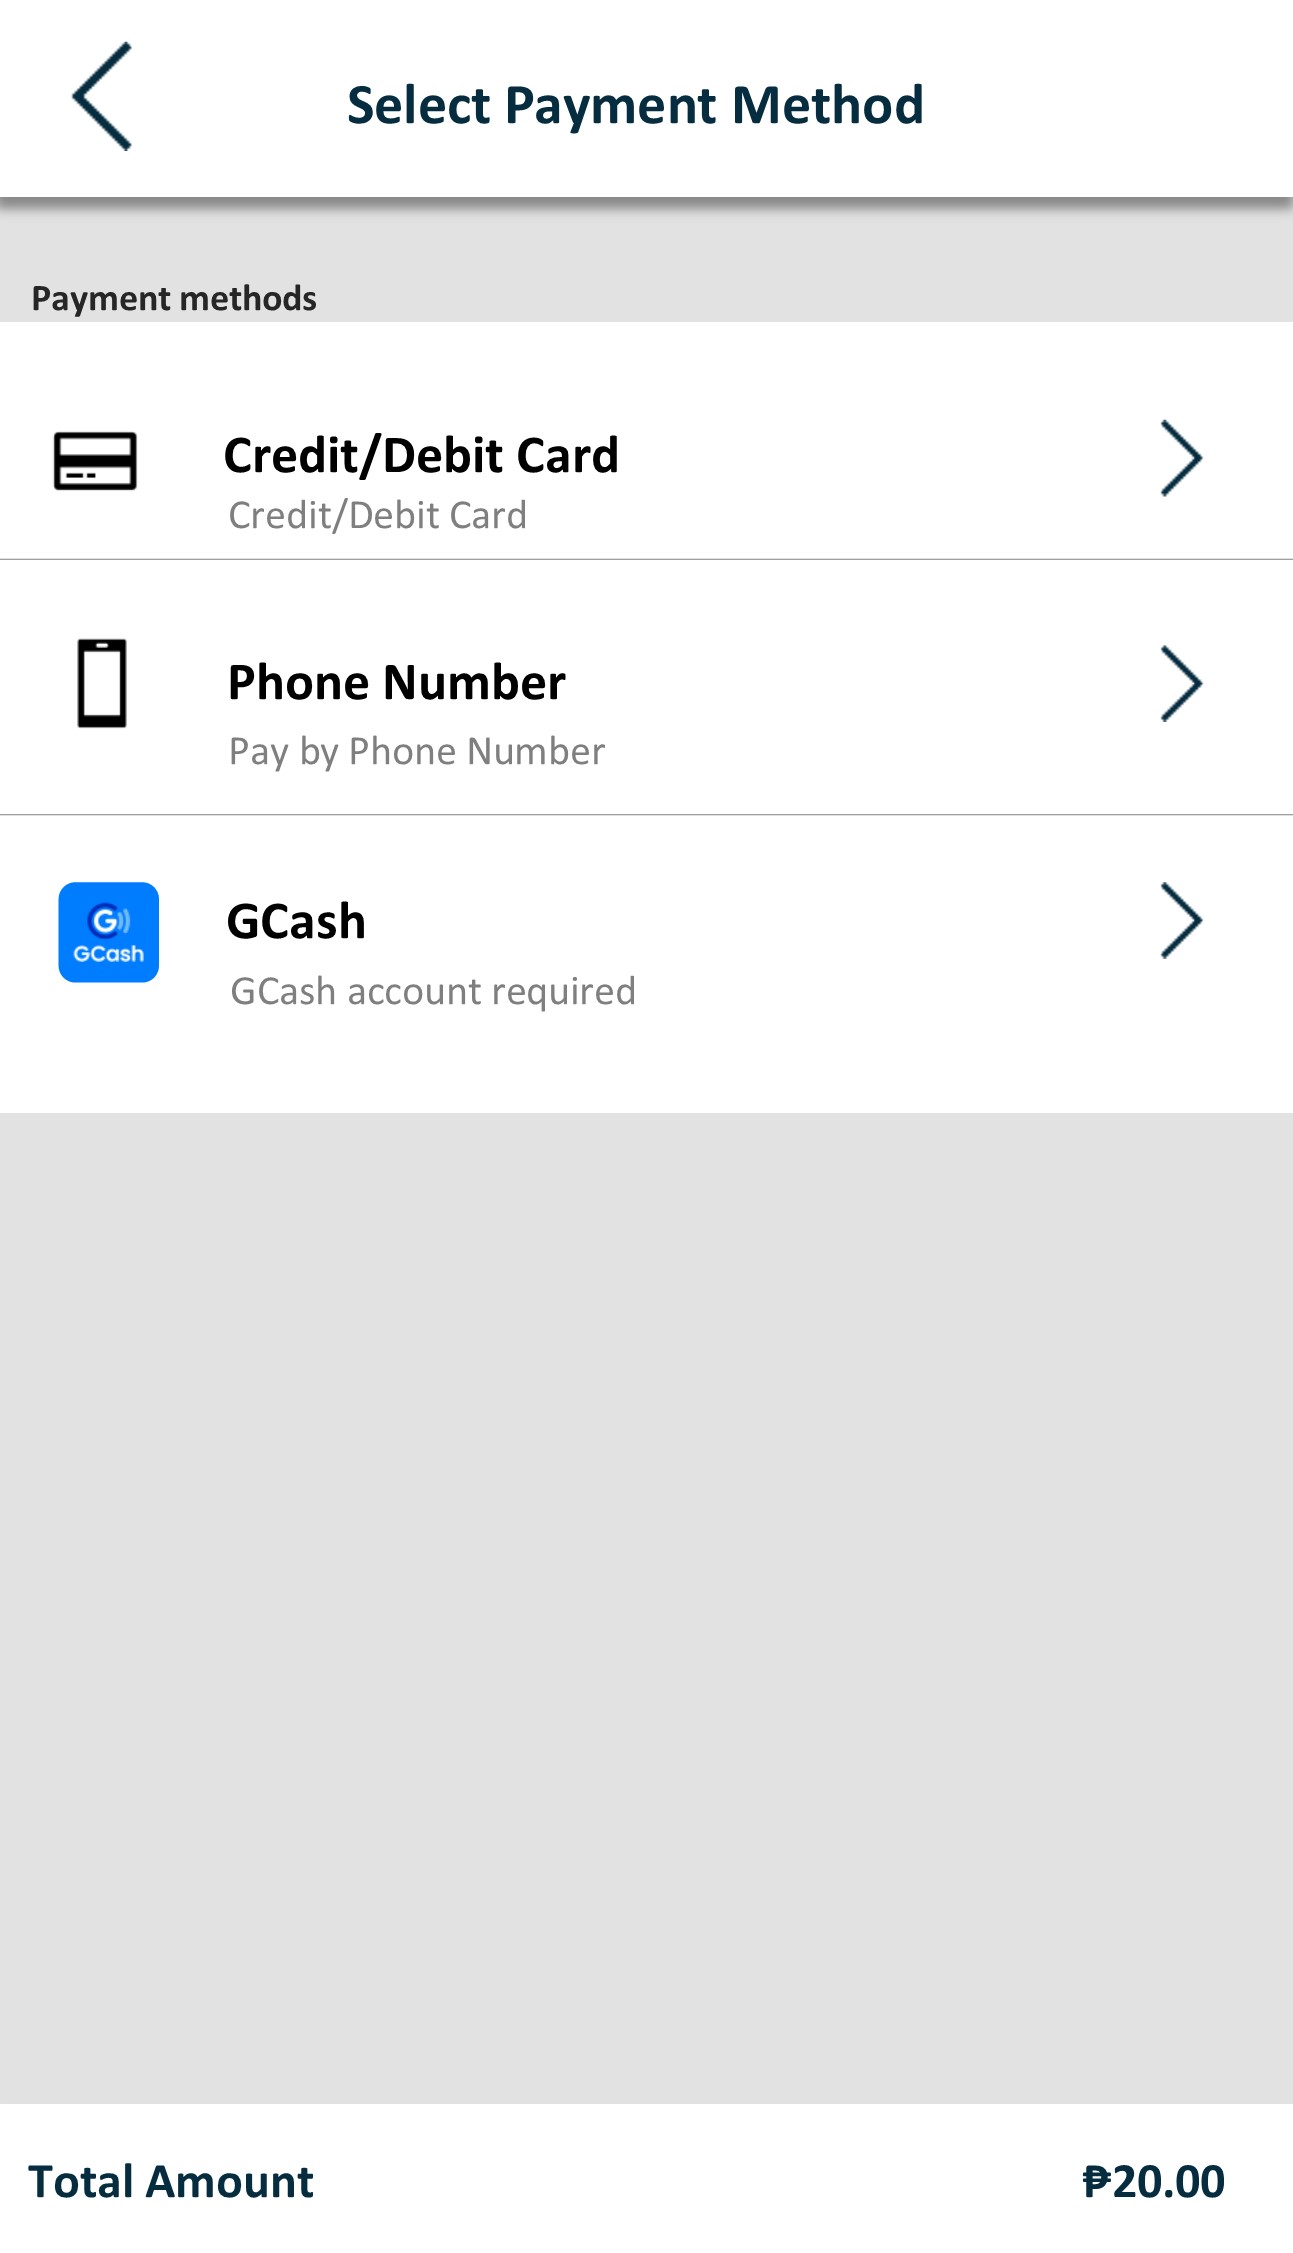 Select Payment Method
Payment methods
Credit/Debit Card
Credit/Debit Card
Phone Number
Pay by Phone Number
G
GCash
GCash
GCash account required
Total Amount ₱20.00